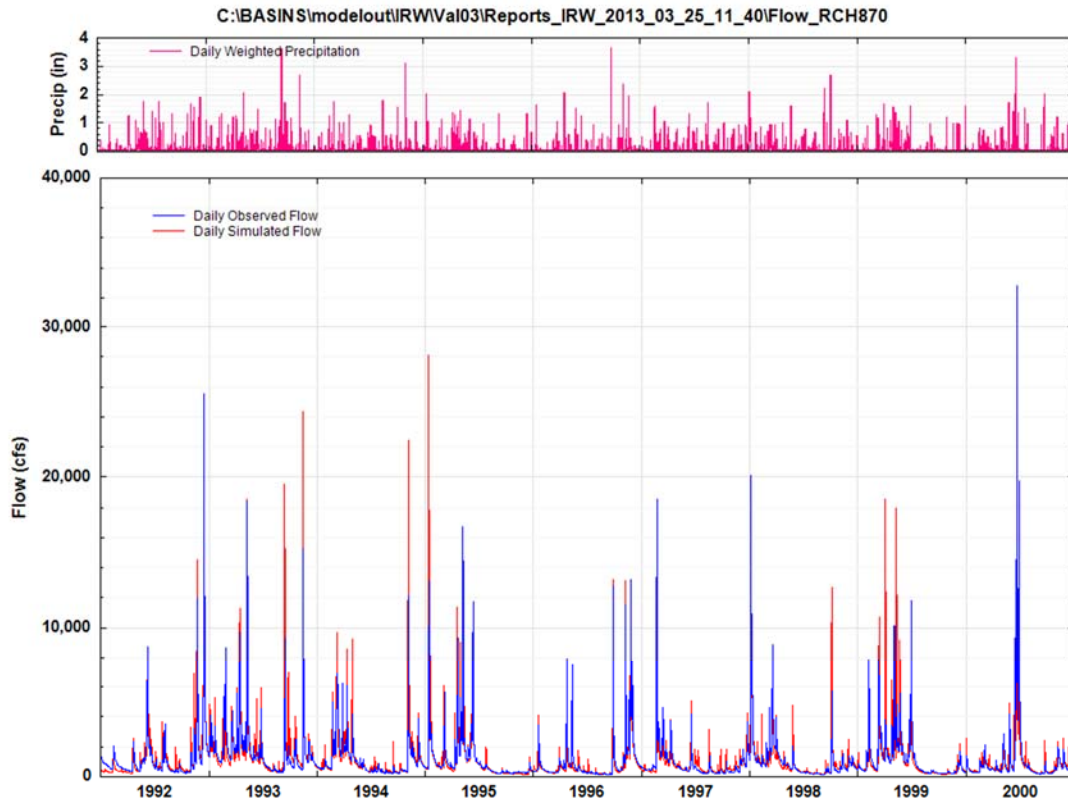 C:\BASINS\modelout\IRW\Val03\Reports_IRW_2013_03_25_11_40\Flow_RCH870
Precip (in)
4
3
2
1
0
Daily Weighted Precipitation
Flow (cfs)
40,000
30,000
20,000
10,000
0
Daily Observed Flow
Daily Simulated Flow
1992 1993 1994 1995 1996 1997 1998 1999 2000